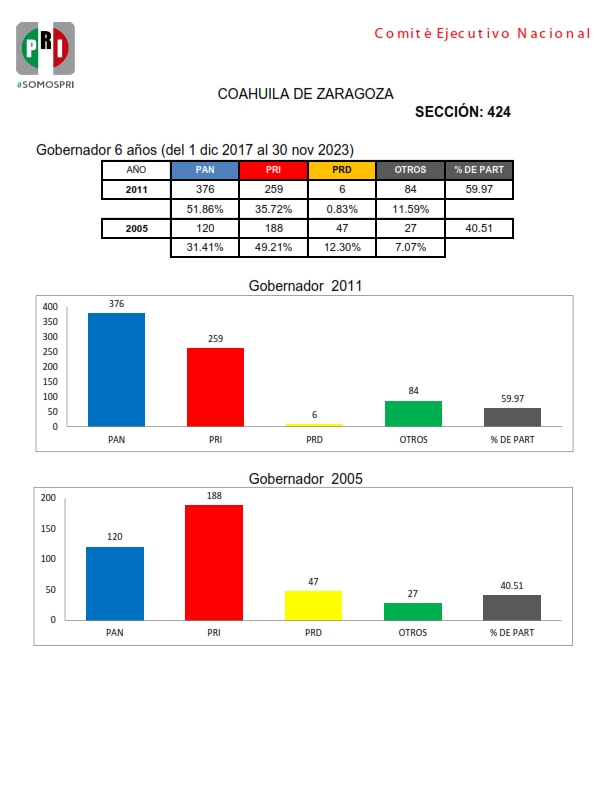 Comité Ejecutivo Nacional
PRI
#SOMOSPRI
COAHUILA DE ZARAGOZA
SECCIÓN: 424
Gobernador 6 años (del 1 dic 2017 al 30 nov 2023)
AÑO PAN PRI PRD OTROS % DE PART
2011 376 259 6 84 59.97
51.86% 35.72% 0.83% 11.59%
2005 120 188 47 27 40.51
31.41% 49.21% 12.30% 7.07%
Gobernador 2011
400
350
300
250
200
150
100
50
0
376
259
6
84
59.97
PAN PRI PRD OTROS % DE PART
Gobernador 2005
200
150
100
50
0
120
188
47
27
40.51
PAN PRI PRD OTROS % DE PART